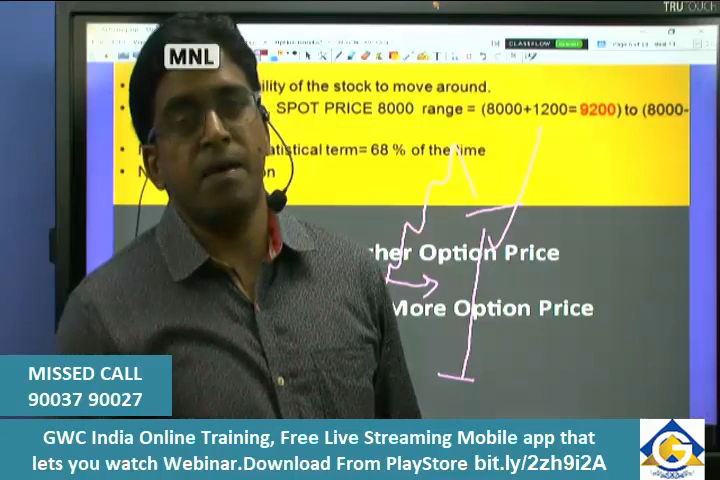 TRUTOUCH
MNL
CLASSFLOW
ility of the stock to move around.
SPOT PRICE 8000 range = (8000+1200= 9200) to (8000-
tatistical term= 68 % of the time
on
her Option Price
More Option Price
MISSED CALL
90037 90027
GWC India Online Training, Free Live Streaming Mobile app that
lets you watch Webinar.Download From PlayStore bit.ly/2zh9i2A